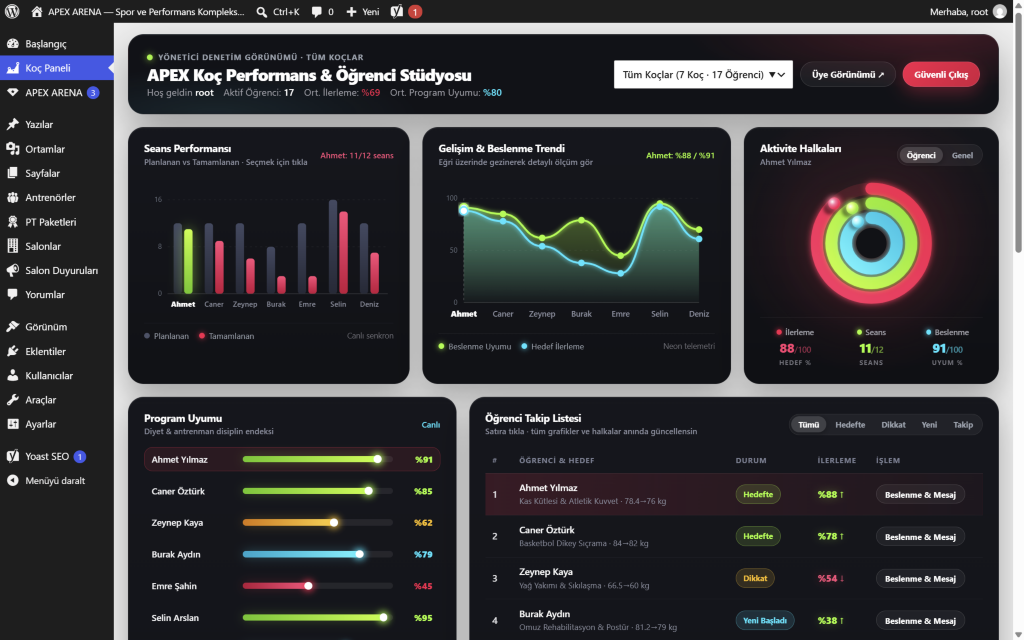 APEX ARENA — Spor ve Performans Kompleks...
Ctrl+K
0
Yeni
1
Merhaba, root
Başlangıç
Koç Paneli
APEX ARENA 3
Yazılar
Ortamlar
Sayfalar
Antrenörler
PT Paketleri
Salonlar
Salon Duyuruları
Yorumlar
Görünüm
Eklentiler
Kullanıcılar
Araçlar
Ayarlar
Yoast SEO 1
Menüyü daralt
YÖNETİCİ DENETİM GÖRÜNÜMÜ · TÜM KOÇLAR
APEX Koç Performans & Öğrenci Stüdyosu
Hoş geldin root Aktif Öğrenci: 17 Ort. İlerleme: %69 Ort. Program Uyumu: %80
Tüm Koçlar (7 Koç · 17 Öğrenci) ▼
Üye Görünümü ↗
Güvenli Çıkış
Seans Performansı
Planlanan vs Tamamlanan · Seçmek için tıkla
Ahmet: 11/12 seans
16
8
0
Ahmet Caner Zeynep Burak Emre Selin Deniz
Planlanan Tamamlanan Canlı senkron
Gelişim & Beslenme Trendi
Eğri üzerinde gezinerek detaylı ölçüm gör
Ahmet: %88 / %91
100
50
0
Ahmet Caner Zeynep Burak Emre Selin Deniz
Beslenme Uyumu Hedef İlerleme Neon telemetri
Aktivite Halkaları
Ahmet Yılmaz
Öğrenci Genel
İlerleme Seans Beslenme
88/100 11/12 91/100
HEDEF % SEANS UYUM %
Program Uyumu
Diyet & antrenman disiplin endeksi
Canlı
Ahmet Yılmaz %91
Caner Öztürk %85
Zeynep Kaya %62
Burak Aydın %79
Emre Şahin %45
Selin Arslan %95
Öğrenci Takip Listesi
Satıra tıkla · tüm grafikler ve halkalar anında güncellensin
Tümü Hedefte Dikkat Yeni Takip
# ÖĞRENCİ & HEDEF DURUM İLERLEME İŞLEM
1 Ahmet Yılmaz Hedefte %88 ↑ Beslenme & Mesaj
Kas Kütlesi & Atletik Kuvvet · 78.4→76 kg
2 Caner Öztürk Hedefte %78 ↑ Beslenme & Mesaj
Basketbol Dikey Sıçrama · 84→82 kg
3 Zeynep Kaya Dikkat %54 ↓ Beslenme & Mesaj
Yağ Yakımı & Sıkılaşma · 66.5→60 kg
4 Burak Aydın Yeni Başladı %38 ↑ Beslenme & Mesaj
Omuz Rehabilitasyon & Postür · 81.2→79 kg